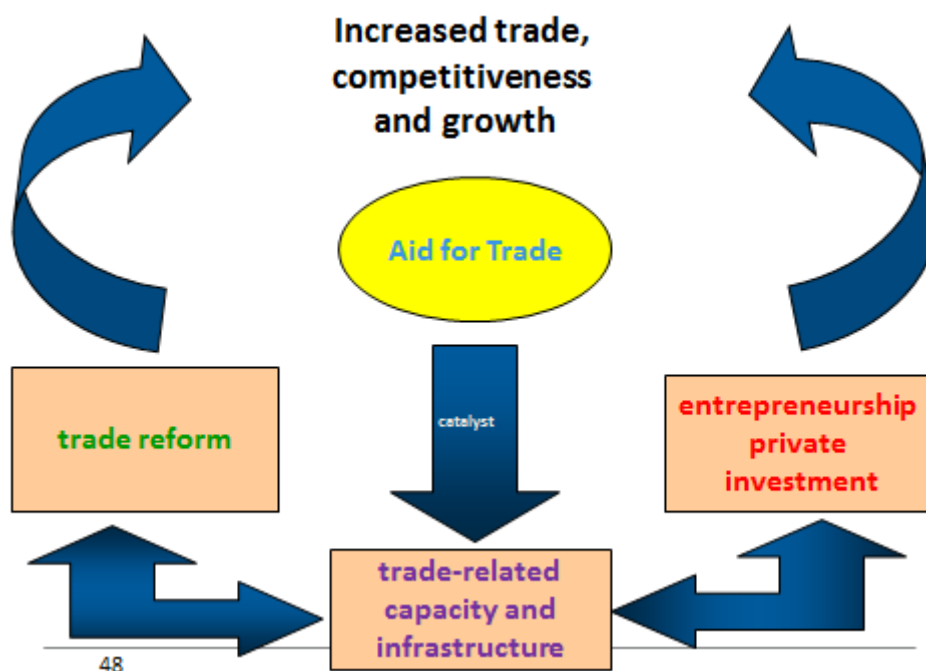 Increased trade,
competitiveness
and growth
Aid for Trade
catalyst
trade reform
entrepreneurship
private
investment
trade-related
capacity and
infrastructure
48